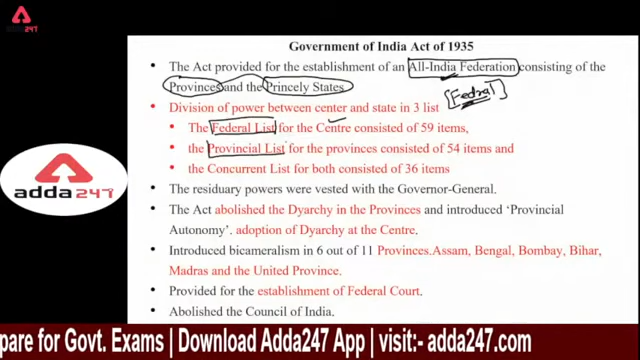 Adda247
Government of India Act of 1935
• The Act provided for the establishment of an All-India Federation consisting of the
Provinces and the Princely States
[Fedral]
• Division of power between center and state in 3 list
• The Federal List for the Centre consisted of 59 items,
• the Provincial List for the provinces consisted of 54 items and
• the Concurrent List for both consisted of 36 items
adda247
• The residuary powers were vested with the Governor-General.
• The Act abolished the Dyarchy in the Provinces and introduced ‘Provincial
Autonomy’. adoption of Dyarchy at the Centre.
• Introduced bicameralism in 6 out of 11 Provinces.Assam, Bengal, Bombay, Bihar,
Madras and the United Province.
• Provided for the establishment of Federal Court.
• Abolished the Council of India.
pare for Govt. Exams | Download Adda247 App | visit:- adda247.com